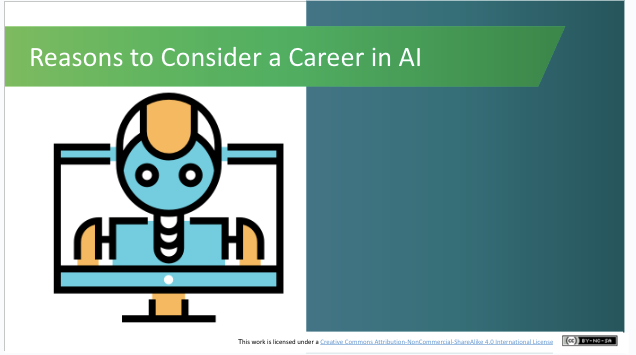 Reasons to Consider a Career in AI
This work is licensed under a Creative Commons Attribution-NonCommercial-ShareAlike 4.0 International License
CC BY-NC-SA